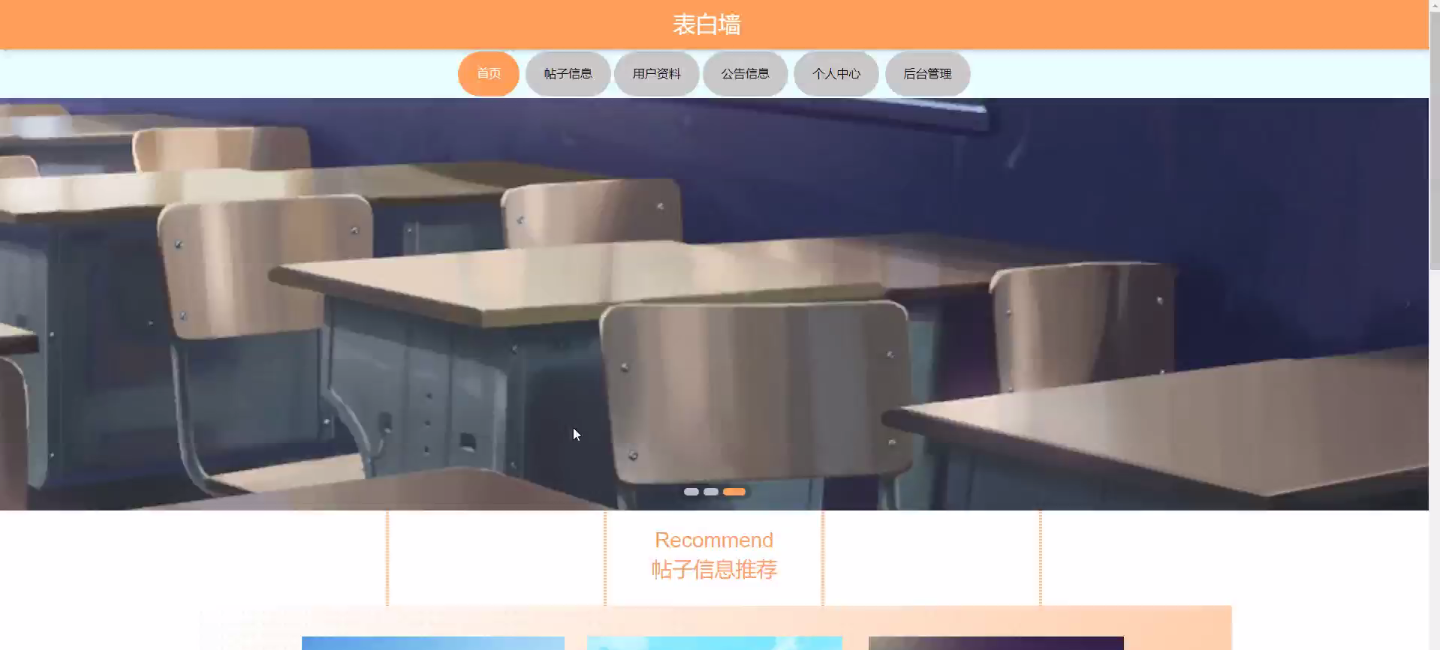 表白墙
首页 帖子信息 用户资料 公告信息 个人中心 后台管理
Recommend
帖子信息推荐